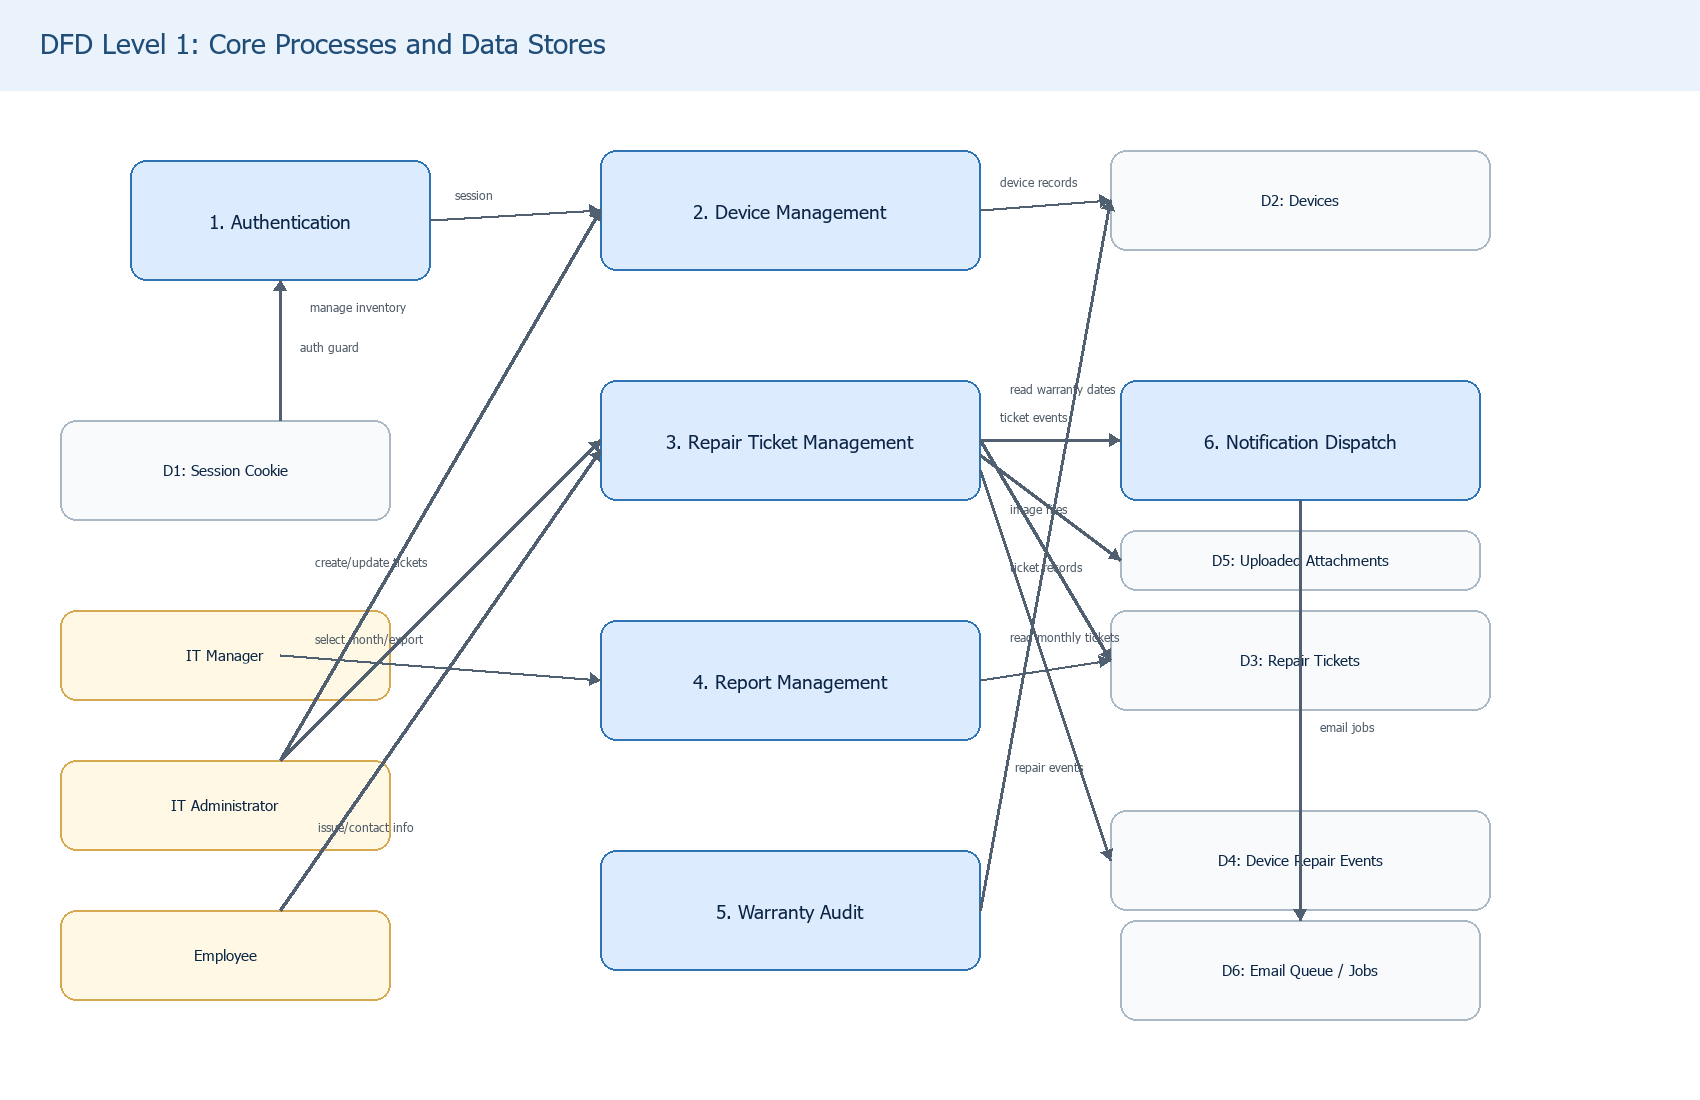 DFD Level 1: Core Processes and Data Stores
1. Authentication
session
2. Device Management
device records
D2: Devices
manage inventory
auth guard
D1: Session Cookie
3. Repair Ticket Management
read warranty dates
ticket events
6. Notification Dispatch
image files
D5: Uploaded Attachments
create/update tickets
ticket records
IT Manager
select month/export
4. Report Management
read monthly tickets
D3: Repair Tickets
email jobs
IT Administrator
issue/contact info
repair events
D4: Device Repair Events
5. Warranty Audit
Employee
D6: Email Queue / Jobs